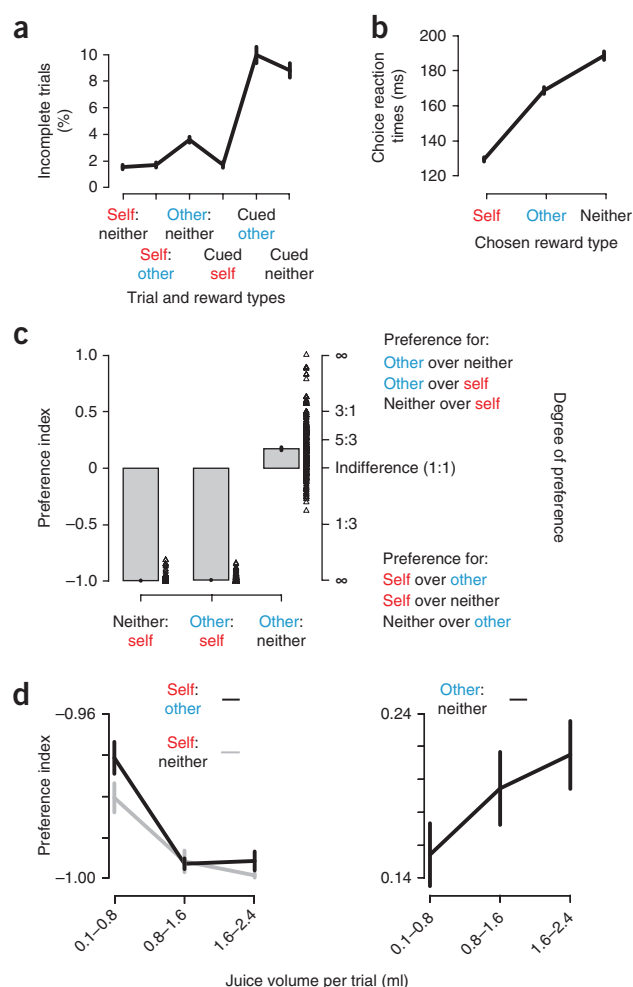 a
Incomplete trials
(%)
10
8
6
4
2
0
Self:
neither
Self:
other
Other:
neither
Cued
self
Cued
other
Cued
neither
Trial and reward types
b
Choice reaction
times (ms)
200
180
160
140
120
Self
Other
Neither
Chosen reward type
c
Preference index
1.0
0.5
0
−0.5
−1.0
∞
3:1
5:3
Indifference (1:1)
1:3
∞
Degree of preference
Preference for:
Other over neither
Other over self
Neither over self
Preference for:
Self over other
Self over neither
Neither over other
Neither:
self
Other:
self
Other:
neither
d
Self:
other
Self:
neither
Preference index
−0.96
−1.00
0.1–0.8
0.8–1.6
1.6–2.4
Other:
neither
0.24
0.14
0.1–0.8
0.8–1.6
1.6–2.4
Juice volume per trial (ml)